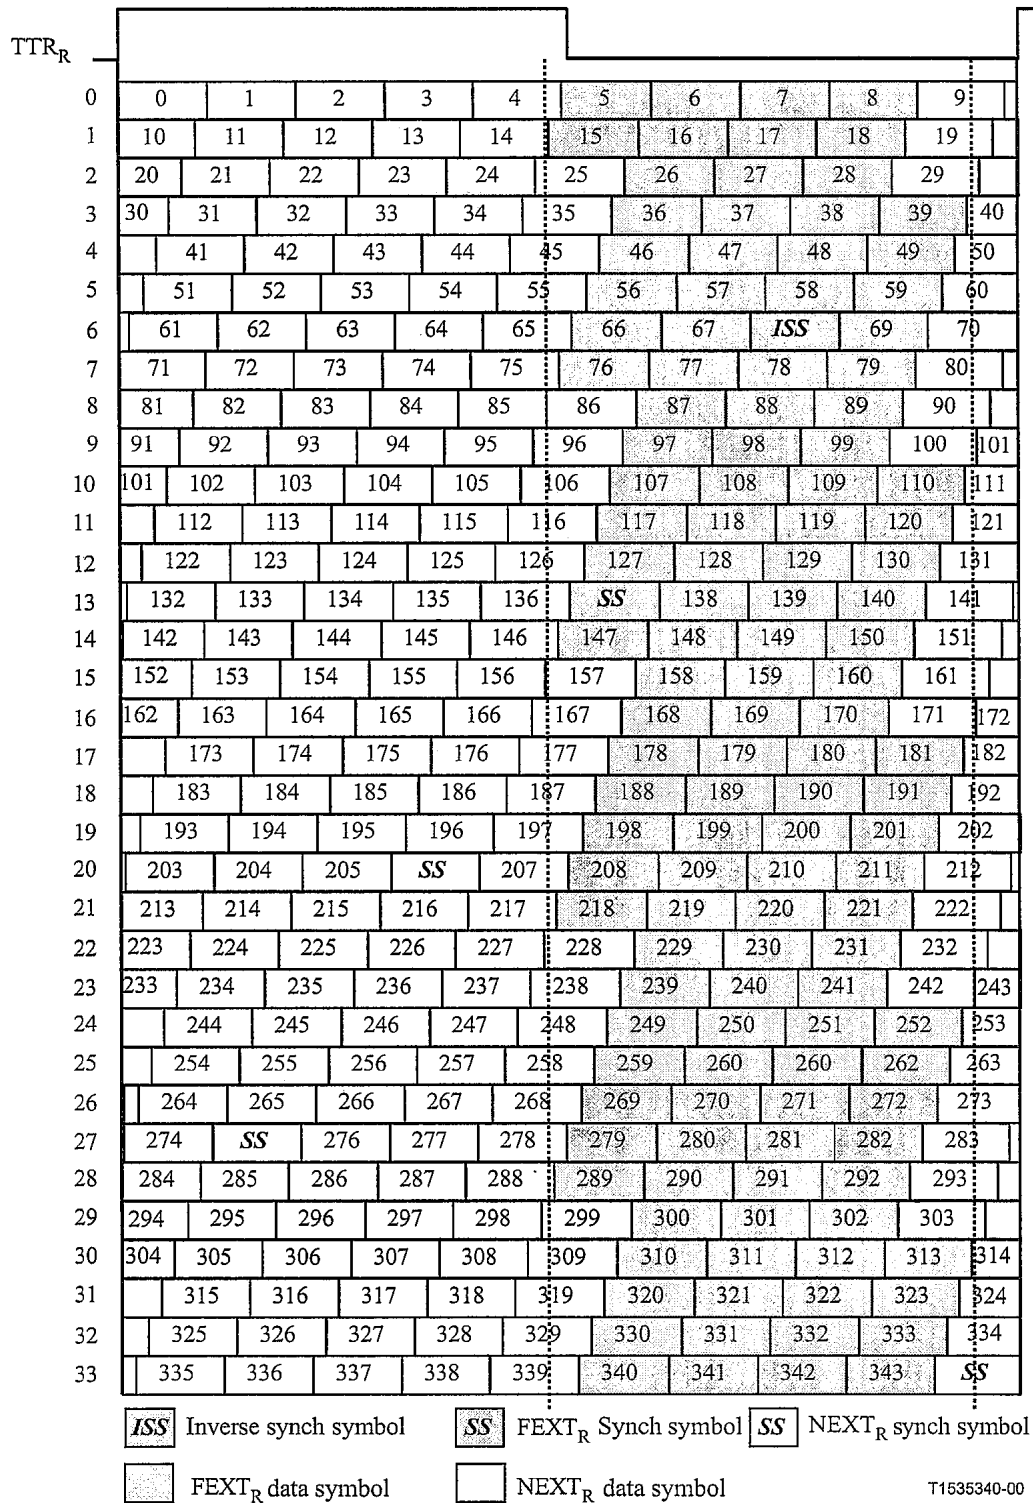 TTR_R
0 0 1 2 3 4 5 6 7 8 9
1 10 11 12 13 14 15 16 17 18 19
2 20 21 22 23 24 25 26 27 28 29
3 30 31 32 33 34 35 36 37 38 39 40
4 41 42 43 44 45 46 47 48 49 50
5 51 52 53 54 55 56 57 58 59 60
6 61 62 63 64 65 66 67 ISS 69 70
7 71 72 73 74 75 76 77 78 79 80
8 81 82 83 84 85 86 87 88 89 90
9 91 92 93 94 95 96 97 98 99 100 101
10 101 102 103 104 105 106 107 108 109 110 111
11 112 113 114 115 116 117 118 119 120 121
12 122 123 124 125 126 127 128 129 130 131
13 132 133 134 135 136 SS 138 139 140 141
14 142 143 144 145 146 147 148 149 150 151
15 152 153 154 155 156 157 158 159 160 161
16 162 163 164 165 166 167 168 169 170 171 172
17 173 174 175 176 177 178 179 180 181 182
18 183 184 185 186 187 188 189 190 191 192
19 193 194 195 196 197 198 199 200 201 202
20 203 204 205 SS 207 208 209 210 211 212
21 213 214 215 216 217 218 219 220 221 222
22 223 224 225 226 227 228 229 230 231 232
23 233 234 235 236 237 238 239 240 241 242 243
24 244 245 246 247 248 249 250 251 252 253
25 254 255 256 257 258 259 260 260 262 263
26 264 265 266 267 268 269 270 271 272 273
27 274 SS 276 277 278 279 280 281 282 283
28 284 285 286 287 288 289 290 291 292 293
29 294 295 296 297 298 299 300 301 302 303
30 304 305 306 307 308 309 310 311 312 313 314
31 315 316 317 318 319 320 321 322 323 324
32 325 326 327 328 329 330 331 332 333 334
33 335 336 337 338 339 340 341 342 343 SS
ISS Inverse synch symbol SS FEXT_R Synch symbol SS NEXT_R synch symbol
FEXT_R data symbol NEXT_R data symbol
T1535340-00